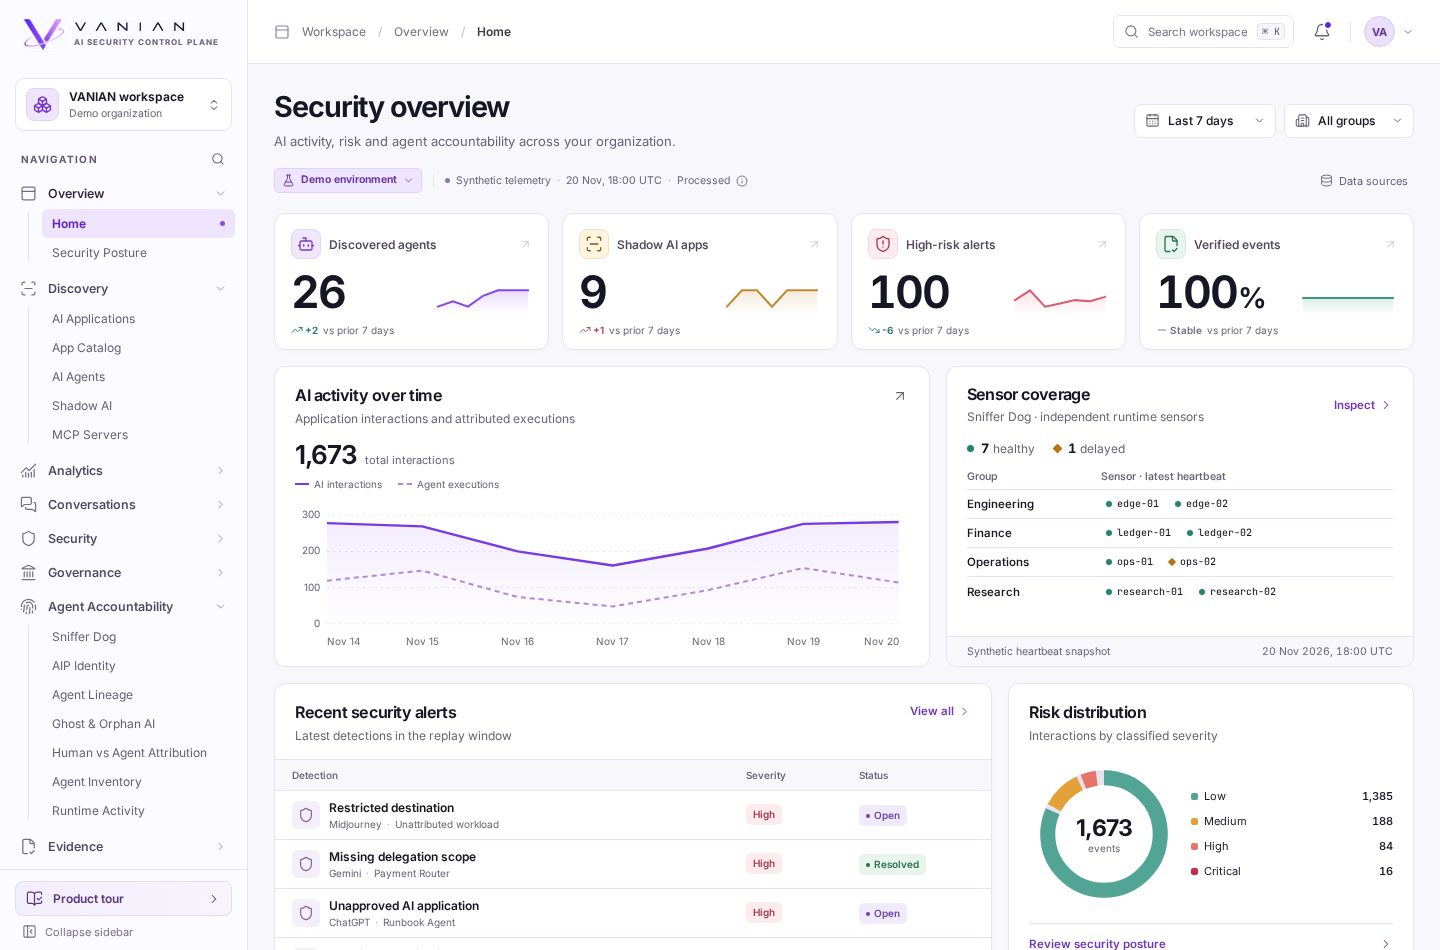 VANIAN
AI SECURITY CONTROL PLANE
VANIAN workspace
Demo organization
NAVIGATION
Overview
Home
Security Posture
Discovery
AI Applications
App Catalog
AI Agents
Shadow AI
MCP Servers
Analytics
Conversations
Security
Governance
Agent Accountability
Sniffer Dog
AIP Identity
Agent Lineage
Ghost & Orphan AI
Human vs Agent Attribution
Agent Inventory
Runtime Activity
Evidence
Product tour
Collapse sidebar
Workspace / Overview / Home
Search workspace ⌘ K
VA
Security overview
AI activity, risk and agent accountability across your organization.
Last 7 days
All groups
Demo environment
Synthetic telemetry · 20 Nov, 18:00 UTC · Processed
Data sources
Discovered agents
26
+2 vs prior 7 days
Shadow AI apps
9
+1 vs prior 7 days
High-risk alerts
100
-6 vs prior 7 days
Verified events
100%
Stable vs prior 7 days
AI activity over time
Application interactions and attributed executions
1,673 total interactions
AI interactions Agent executions
300
200
100
0
Nov 14 Nov 15 Nov 16 Nov 17 Nov 18 Nov 19 Nov 20
Sensor coverage
Sniffer Dog · independent runtime sensors
Inspect
7 healthy 1 delayed
Group Sensor · latest heartbeat
Engineering edge-01 edge-02
Finance ledger-01 ledger-02
Operations ops-01 ops-02
Research research-01 research-02
Synthetic heartbeat snapshot 20 Nov 2026, 18:00 UTC
Recent security alerts
Latest detections in the replay window
View all
Detection Severity Status
Restricted destination
Midjourney · Unattributed workload
High Open
Missing delegation scope
Gemini · Payment Router
High Resolved
Unapproved AI application
ChatGPT · Runbook Agent
High Open
Risk distribution
Interactions by classified severity
1,673
events
Low 1,385
Medium 188
High 84
Critical 16
Review security posture